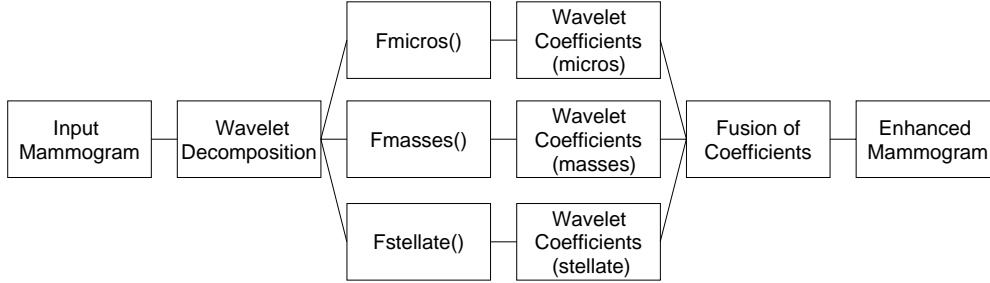 Input
Mammogram
Wavelet
Decomposition
Fmicros()
Wavelet
Coefficients
(micros)
Fmasses()
Wavelet
Coefficients
(masses)
Fstellate()
Wavelet
Coefficients
(stellate)
Fusion of
Coefficients
Enhanced
Mammogram